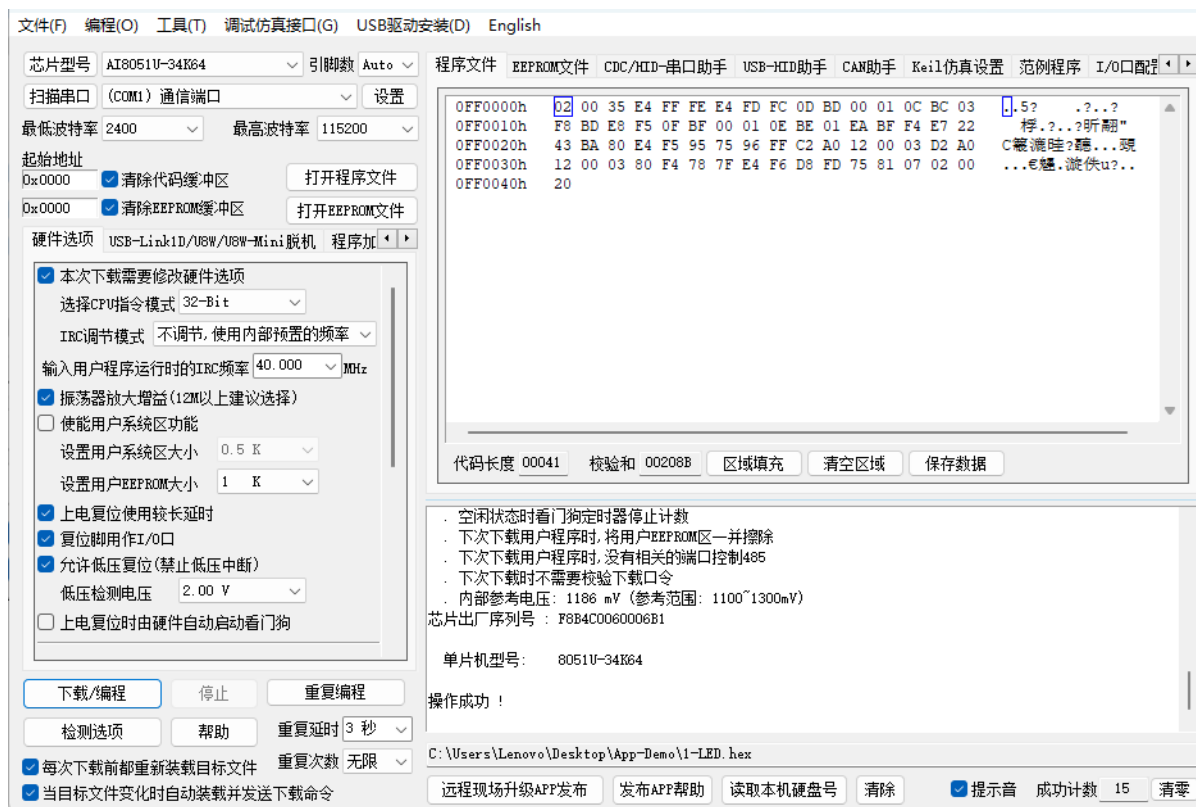 文件(F) 编程(O) 工具(T) 调试仿真接口(G) USB驱动安装(D) English
芯片型号 AI8051U-34K64 引脚数 Auto
扫描串口 (COM1) 通信端口 设置
最低波特率 2400 最高波特率 115200
起始地址
0x0000 清除代码缓冲区 打开程序文件
0x0000 清除EEPROM缓冲区 打开EEPROM文件
硬件选项 USB-Link1D/U8W/U8W-Mini脱机 程序加
本次下载需要修改硬件选项
选择CPU指令模式 32-Bit
IRC调节模式 不调节,使用内部预置的频率
输入用户程序运行时的IRC频率 40.000 MHz
振荡器放大增益(12M以上建议选择)
使能用户系统区功能
设置用户系统区大小 0.5 K
设置用户EEPROM大小 1 K
上电复位使用较长延时
复位脚用作I/O口
允许低压复位(禁止低压中断)
低压检测电压 2.00 V
上电复位时由硬件自动启动看门狗
下载/编程 停止 重复编程
检测选项 帮助 重复延时 3 秒
每次下载前都重新装载目标文件 重复次数 无限
当目标文件变化时自动装载并发送下载命令
程序文件 EEPROM文件 CDC/HID-串口助手 USB-HID助手 CAN助手 Keil仿真设置 范例程序 I/O口配
0FF0000h 02 00 35 E4 FF FE E4 FD FC 0D BD 00 01 0C BC 03 ..5? .?..?
0FF0010h F8 BD E8 F5 0F BF 00 01 0E BE 01 EA BF F4 E7 22
0FF0020h 43 BA 80 E4 F5 95 75 96 FF C2 A0 12 00 03 D2 A0
0FF0030h 12 00 03 80 F4 78 7F E4 F6 D8 FD 75 81 07 02 00
0FF0040h 20
代码长度 00041 校验和 00208B 区域填充 清空区域 保存数据
. 空闲状态时看门狗定时器停止计数
. 下次下载用户程序时,将用户EEPROM区一并擦除
. 下次下载用户程序时,没有相关的端口控制485
. 下次下载时不需要校验下载口令
. 内部参考电压: 1186 mV (参考范围: 1100~1300mV)
芯片出厂序列号 : F8B4C0060006B1
单片机型号: 8051U-34K64
操作成功 !
C:\Users\Lenovo\Desktop\App-Demo\1-LED.hex
远程现场升级APP发布 发布APP帮助 读取本机硬盘号 清除 提示音 成功计数 15 清零